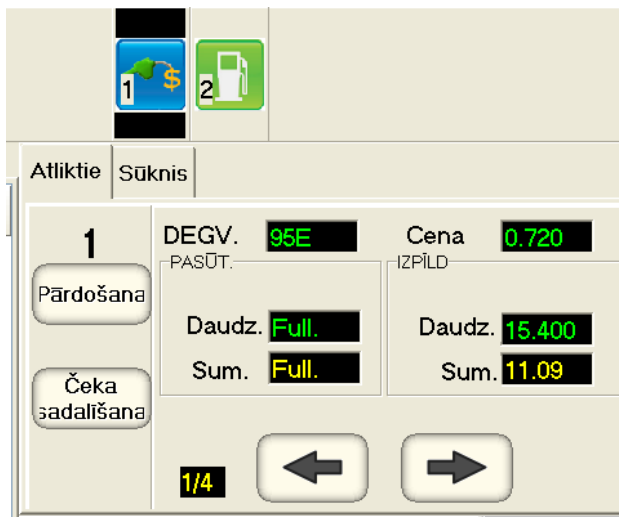 1 $ 2
Atliktie Sūknis
1 DEGV. 95E Cena 0.720
PASŪT. IZPĪLD
Pārdošana
Daudz. Full. Daudz. 15.400
Sum. Full. Sum. 11.09
Čeka
sadalīšana
1/4